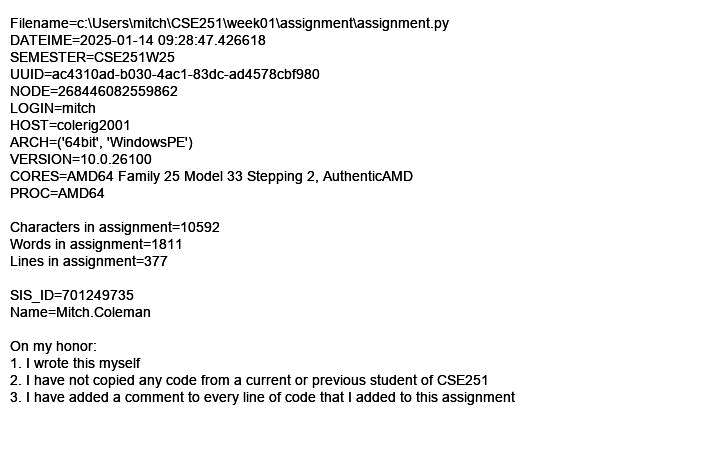 Filename=c:\Users\mitch\CSE251\week01\assignment\assignment.py
DATEIME=2025-01-14 09:28:47.426618
SEMESTER=CSE251W25
UUID=ac4310ad-b030-4ac1-83dc-ad4578cbf980
NODE=268446082559862
LOGIN=mitch
HOST=colerig2001
ARCH=('64bit', 'WindowsPE')
VERSION=10.0.26100
CORES=AMD64 Family 25 Model 33 Stepping 2, AuthenticAMD
PROC=AMD64
Characters in assignment=10592
Words in assignment=1811
Lines in assignment=377
SIS_ID=701249735
Name=Mitch.Coleman
On my honor:
1. I wrote this myself
2. I have not copied any code from a current or previous student of CSE251
3. I have added a comment to every line of code that I added to this assignment